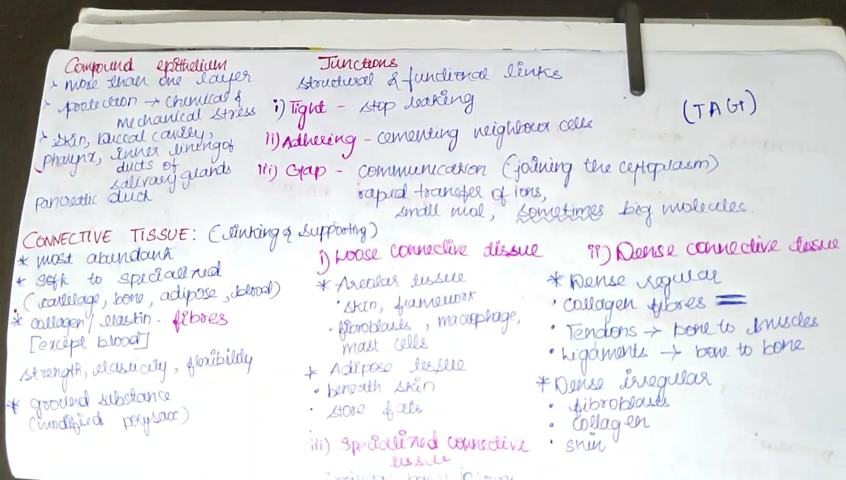 Compound epithelium
> more than one layer
> protection → chemical &
mechanical stress
> skin, buccal cavity,
pharynx, inner lining of
ducts of
salivary glands
pancreatic duct
Junctions
structural & functional links
i) Tight - stop leaking
ii) Adhering - cementing neighbour cells
iii) Gap - communication (joining the cytoplasm)
rapid transfer of ions,
small mol, sometimes big molecules.
(TAG)
CONNECTIVE TISSUE: (linking & supporting)
* most abundant
* soft to specialized
(cartilage, bone, adipose, blood)
* collagen/elastin - fibres
[except blood]
strength, elasticity, flexibility
* ground substance
(modified polysacc)
i) Loose connective tissue
* Areolar tissue
• skin, framework
• fibroblasts, macrophage,
mast cells
* Adipose tissue
• beneath skin
• store fats
iii) Specialized connective
tissue
ii) Dense connective tissue
* Dense regular
• Collagen fibres
• Tendons → bone to muscles
• Ligaments → bone to bone
* Dense irregular
• fibroblasts
• collagen
• skin